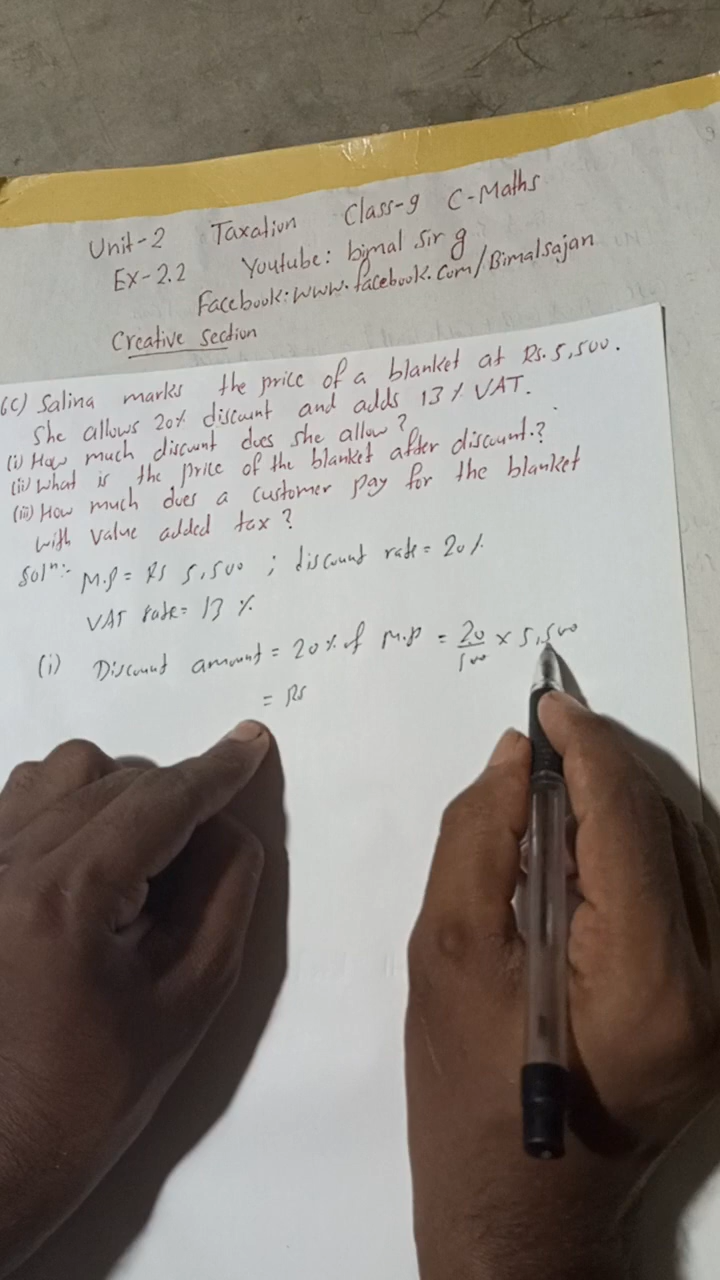 Unit-2 Taxation Class-9 C-Maths
Ex-2.2 Youtube: bimal sir g
Facebook: www.facebook.com/Bimalsajan
Creative Section
6C) Salina marks the price of a blanket at Rs. 5,500.
She allows 20% discount and adds 13% VAT.
(i) How much discount does she allow?
(ii) What is the price of the blanket after discount.?
(iii) How much does a customer pay for the blanket
with value added tax?
Solⁿ:- M.P = RS 5,500 ; discount rate = 20%
VAT rate = 13 %
(i) Discount amount = 20% of M.P = 20/100 × 5,500
= RS